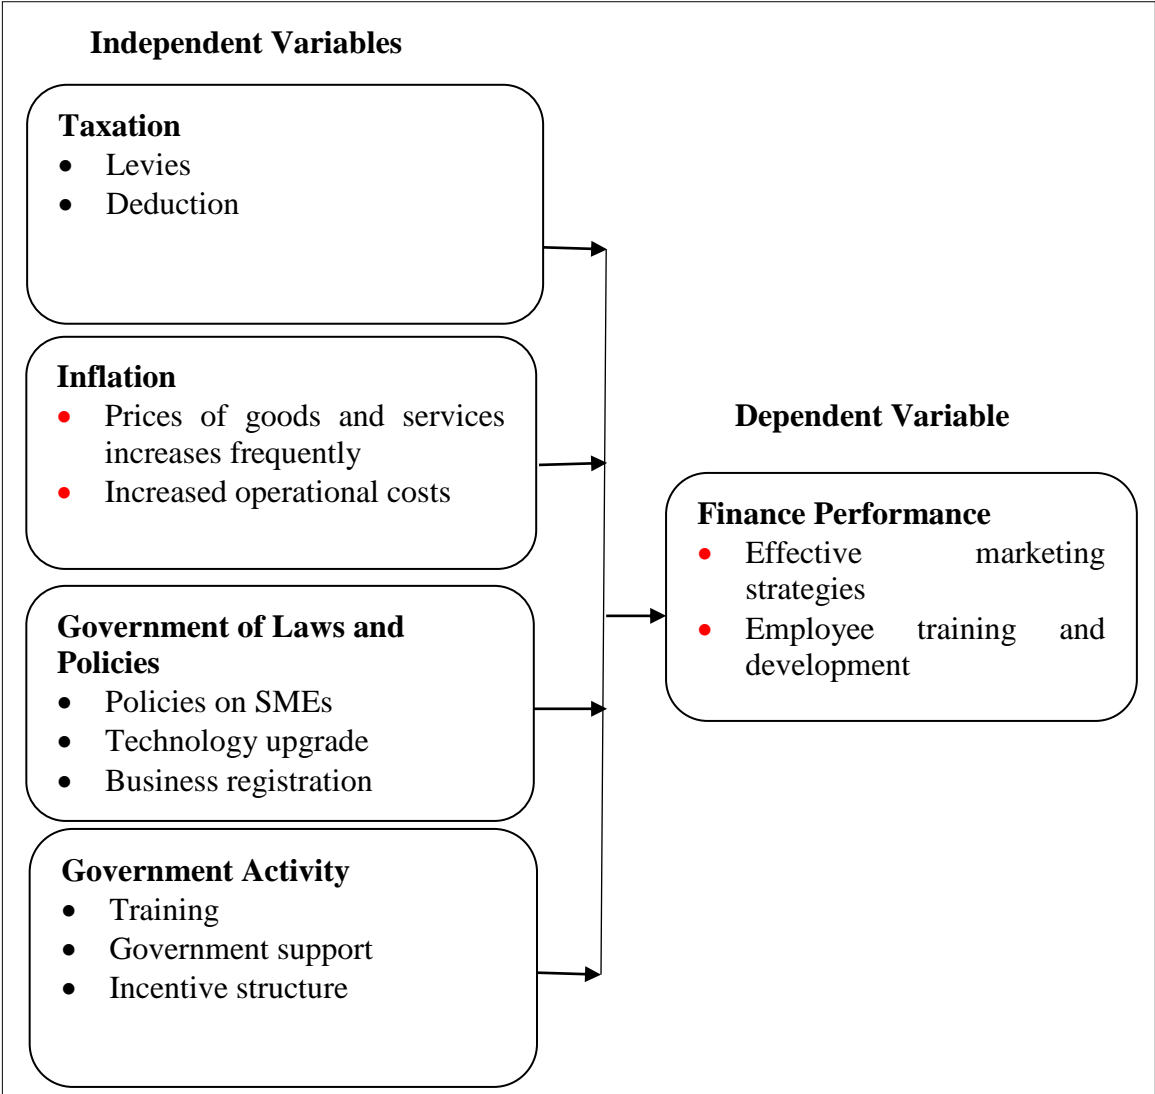 Independent Variables
Taxation
• Levies
• Deduction
Inflation
• Prices of goods and services
increases frequently
• Increased operational costs
Government of Laws and
Policies
• Policies on SMEs
• Technology upgrade
• Business registration
Government Activity
• Training
• Government support
• Incentive structure
Dependent Variable
Finance Performance
• Effective marketing
strategies
• Employee training and
development